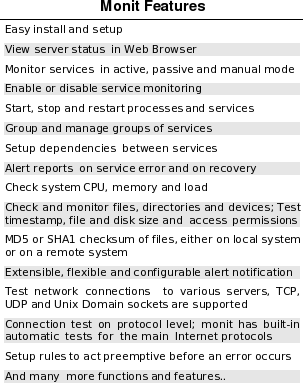 Monit Features
Easy install and setup
View server status in Web Browser
Monitor services in active, passive and manual mode
Enable or disable service monitoring
Start, stop and restart processes and services
Group and manage groups of services
Setup dependencies between services
Alert reports on service error and on recovery
Check system CPU, memory and load
Check and monitor files, directories and devices; Test
timestamp, file and disk size and access permissions
MD5 or SHA1 checksum of files, either on local system
or on a remote system
Extensible, flexible and configurable alert notification
Test network connections to various servers, TCP,
UDP and Unix Domain sockets are supported
Connection test on protocol level; monit has built-in
automatic tests for the main Internet protocols
Setup rules to act preemptive before an error occurs
And many more functions and features..